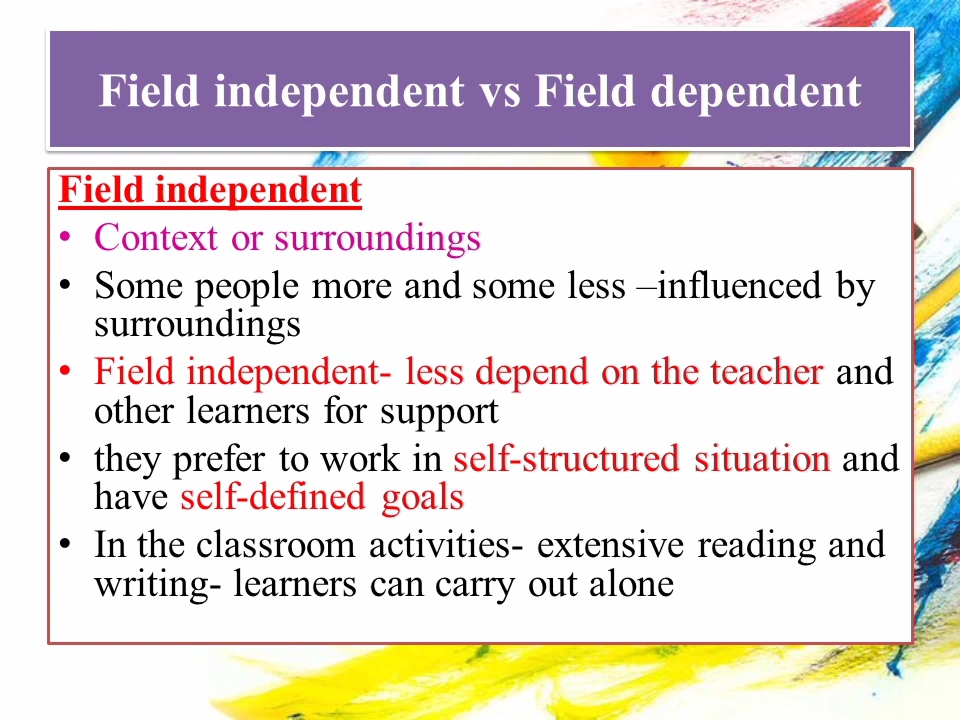 Field independent vs Field dependent
Field independent
• Context or surroundings
• Some people more and some less –influenced by
surroundings
• Field independent- less depend on the teacher and
other learners for support
• they prefer to work in self-structured situation and
have self-defined goals
• In the classroom activities- extensive reading and
writing- learners can carry out alone